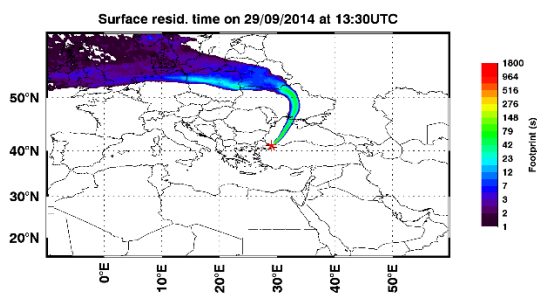 Surface resid. time on 29/09/2014 at 13:30UTC
50°N
40°N
30°N
20°N
0°E
10°E
20°E
30°E
40°E
50°E
1800
964
516
276
148
79
42
23
12
7
3
2
1
Footprint (s)